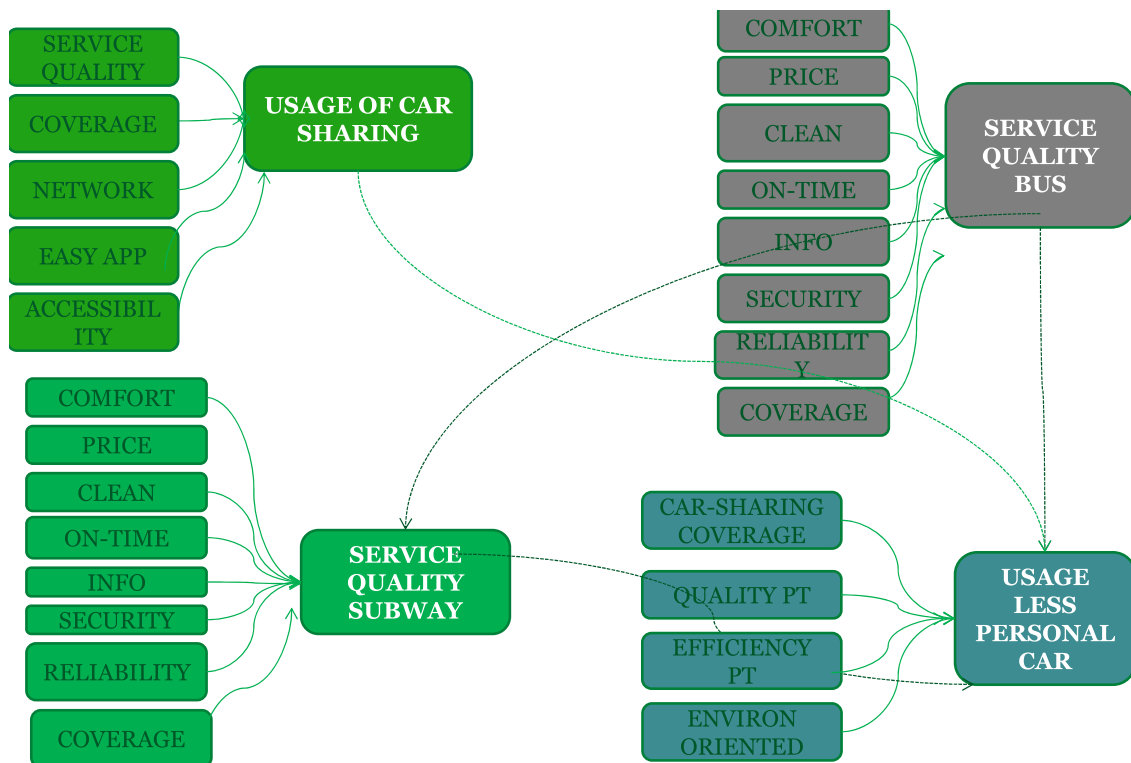 SERVICE
QUALITY
COVERAGE
NETWORK
EASY APP
ACCESSIBIL
ITY
USAGE OF CAR
SHARING
COMFORT
PRICE
CLEAN
ON-TIME
INFO
SECURITY
RELIABILIT
Y
COVERAGE
SERVICE
QUALITY
BUS
COMFORT
PRICE
CLEAN
ON-TIME
INFO
SECURITY
RELIABILITY
COVERAGE
SERVICE
QUALITY
SUBWAY
CAR-SHARING
COVERAGE
QUALITY PT
EFFICIENCY
PT
ENVIRON
ORIENTED
USAGE
LESS
PERSONAL
CAR